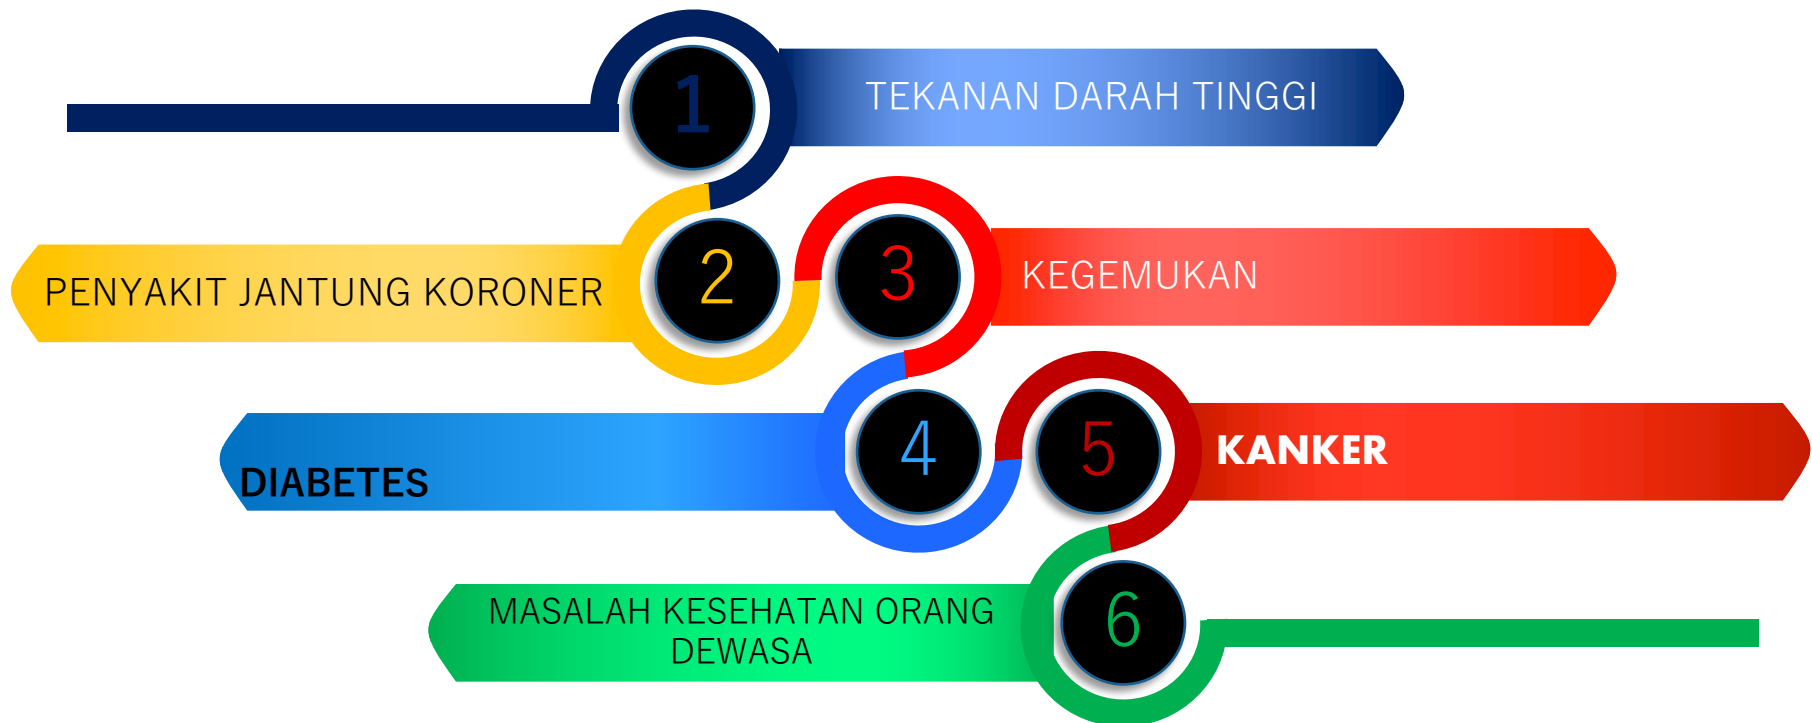 1
TEKANAN DARAH TINGGI
PENYAKIT JANTUNG KORONER
2
3
KEGEMUKAN
DIABETES
4
5
KANKER
MASALAH KESEHATAN ORANG
DEWASA
6